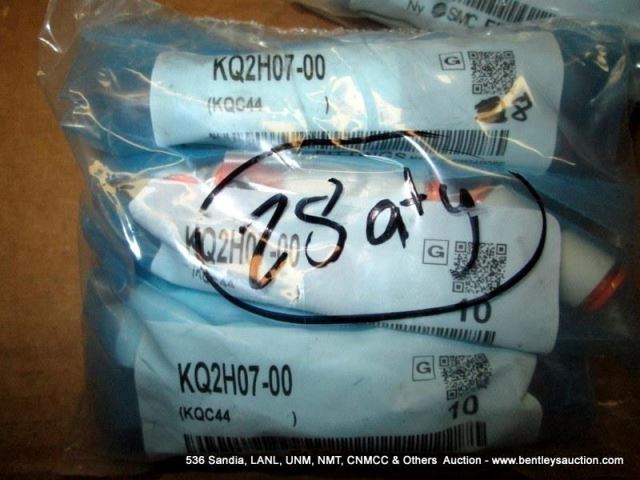 SMC
KQ2H07-00
G
(KQC44 )
8
28 qty
KQ2H07-00
G
10
KQ2H07-00
G
(KQC44 )
10
536 Sandia, LANL, UNM, NMT, CNMCC & Others Auction - www.bentleysauction.com